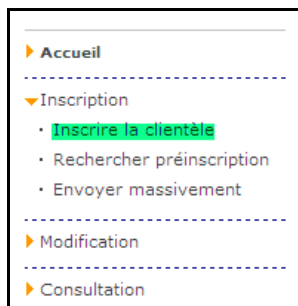 Accueil
Inscription
Inscrire la clientèle
Rechercher préinscription
Envoyer massivement
Modification
Consultation